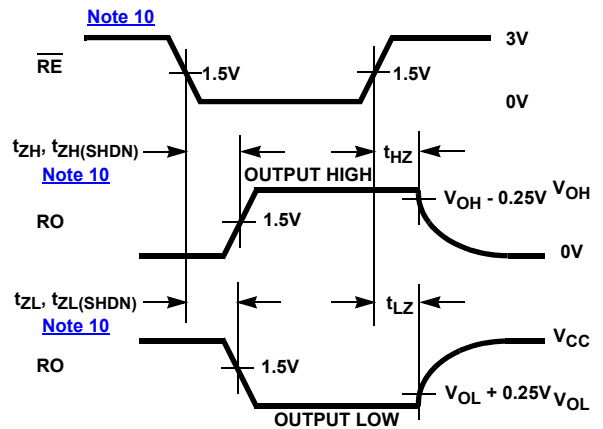 Note 10
RE
3V
1.5V
1.5V
0V
tZH, tZH(SHDN)
Note 10
tHZ
OUTPUT HIGH
VOH - 0.25V
VOH
RO
1.5V
0V
tZL, tZL(SHDN)
Note 10
tLZ
VCC
RO
1.5V
VOL + 0.25V
VOL
OUTPUT LOW